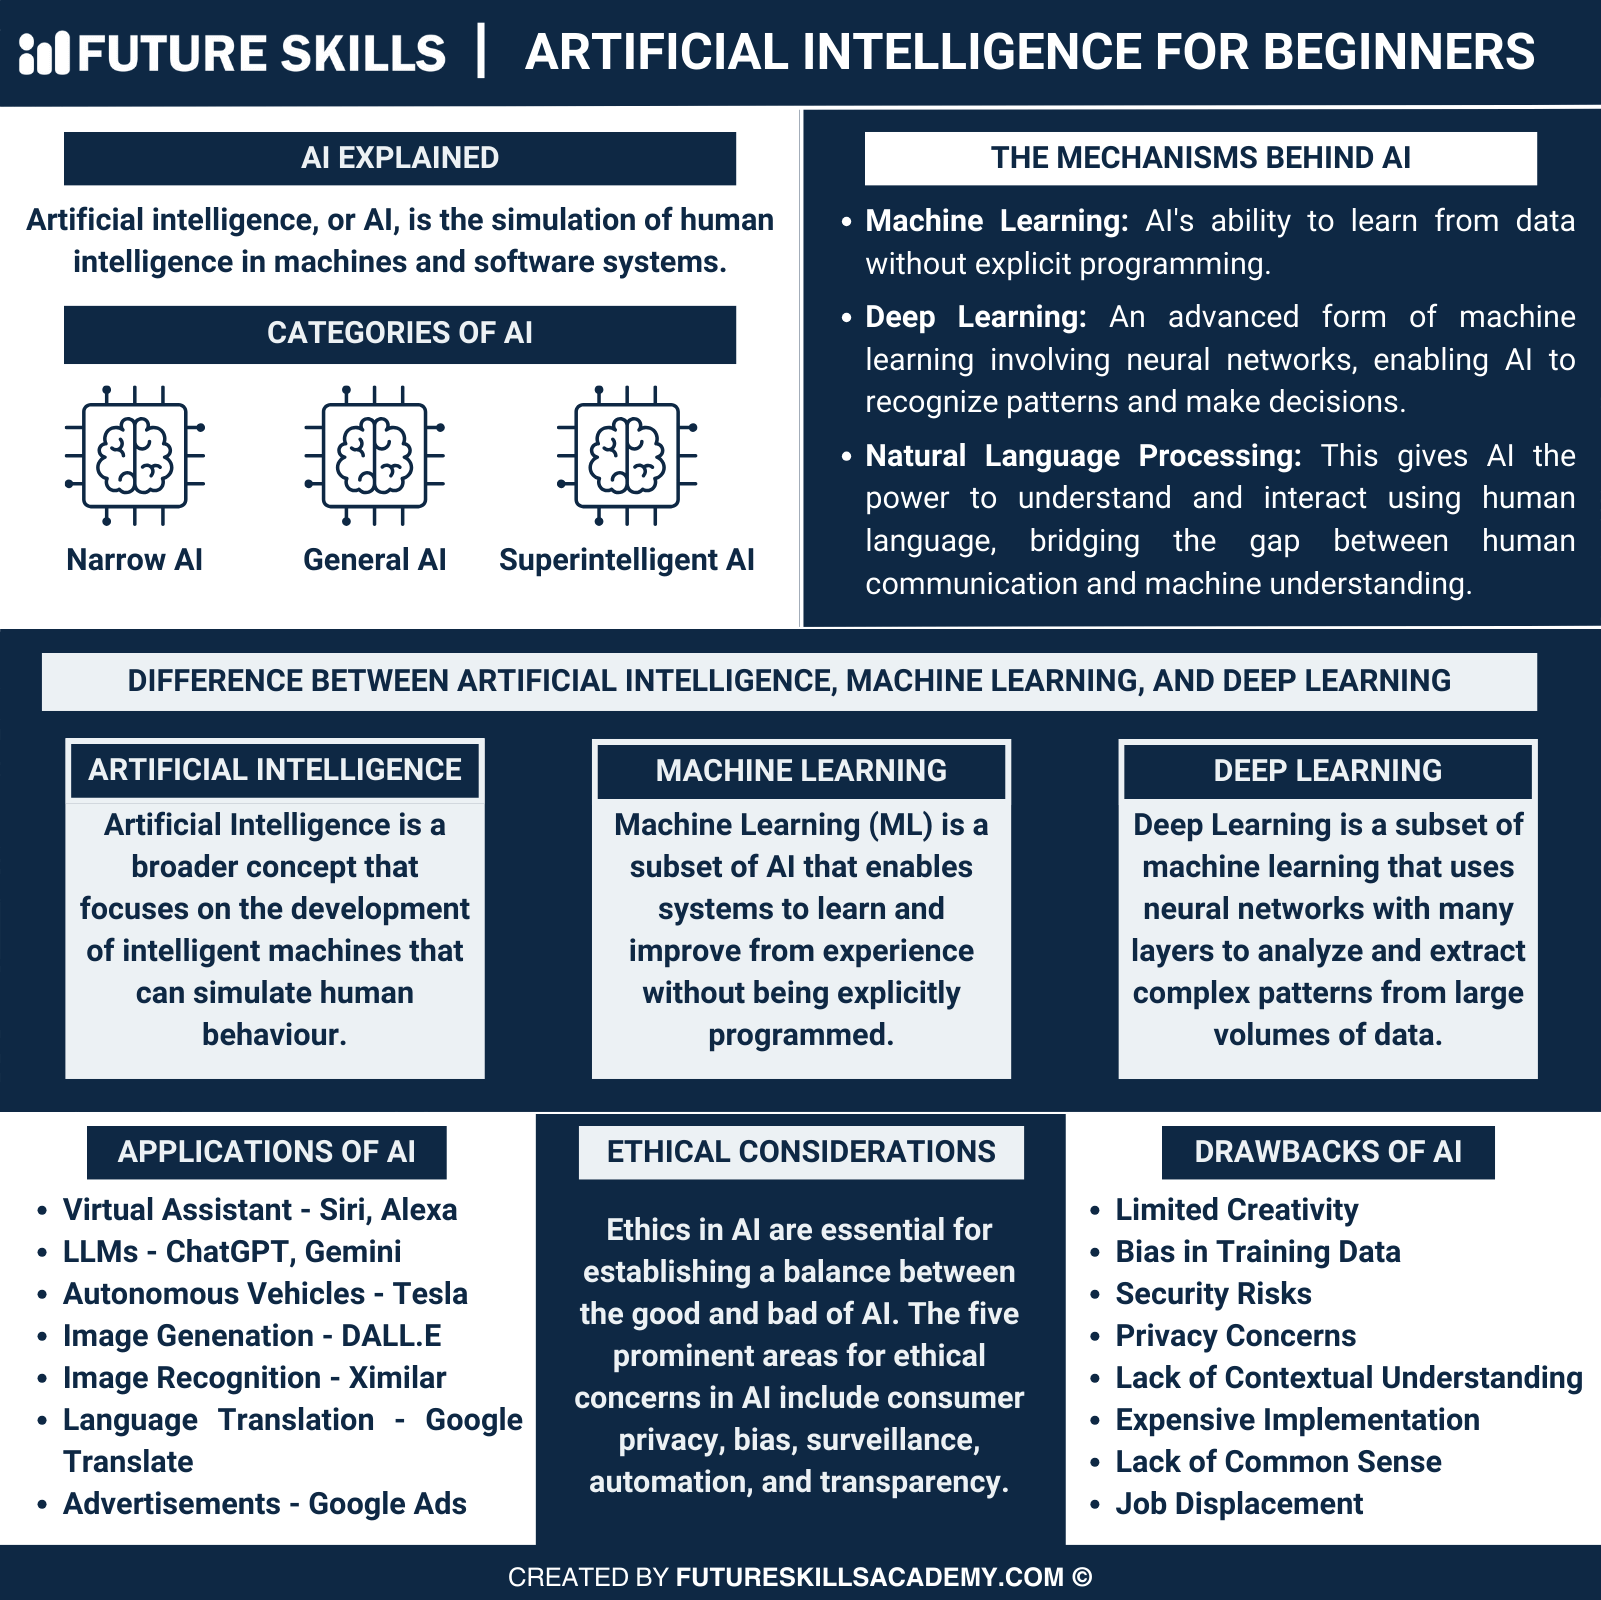 FUTURE SKILLS | ARTIFICIAL INTELLIGENCE FOR BEGINNERS
AI EXPLAINED
Artificial intelligence, or AI, is the simulation of human
intelligence in machines and software systems.
CATEGORIES OF AI
Narrow AI
General AI
Superintelligent AI
THE MECHANISMS BEHIND AI
• Machine Learning: AI's ability to learn from data
without explicit programming.
• Deep Learning: An advanced form of machine
learning involving neural networks, enabling AI to
recognize patterns and make decisions.
• Natural Language Processing: This gives AI the
power to understand and interact using human
language, bridging the gap between human
communication and machine understanding.
DIFFERENCE BETWEEN ARTIFICIAL INTELLIGENCE, MACHINE LEARNING, AND DEEP LEARNING
ARTIFICIAL INTELLIGENCE
Artificial Intelligence is a
broader concept that
focuses on the development
of intelligent machines that
can simulate human
behaviour.
MACHINE LEARNING
Machine Learning (ML) is a
subset of AI that enables
systems to learn and
improve from experience
without being explicitly
programmed.
DEEP LEARNING
Deep Learning is a subset of
machine learning that uses
neural networks with many
layers to analyze and extract
complex patterns from large
volumes of data.
APPLICATIONS OF AI
• Virtual Assistant - Siri, Alexa
• LLMs - ChatGPT, Gemini
• Autonomous Vehicles - Tesla
• Image Genenation - DALL.E
• Image Recognition - Ximilar
• Language Translation - Google
Translate
• Advertisements - Google Ads
ETHICAL CONSIDERATIONS
Ethics in AI are essential for
establishing a balance between
the good and bad of AI. The five
prominent areas for ethical
concerns in AI include consumer
privacy, bias, surveillance,
automation, and transparency.
DRAWBACKS OF AI
• Limited Creativity
• Bias in Training Data
• Security Risks
• Privacy Concerns
• Lack of Contextual Understanding
• Expensive Implementation
• Lack of Common Sense
• Job Displacement
CREATED BY FUTURESKILLSACADEMY.COM ©